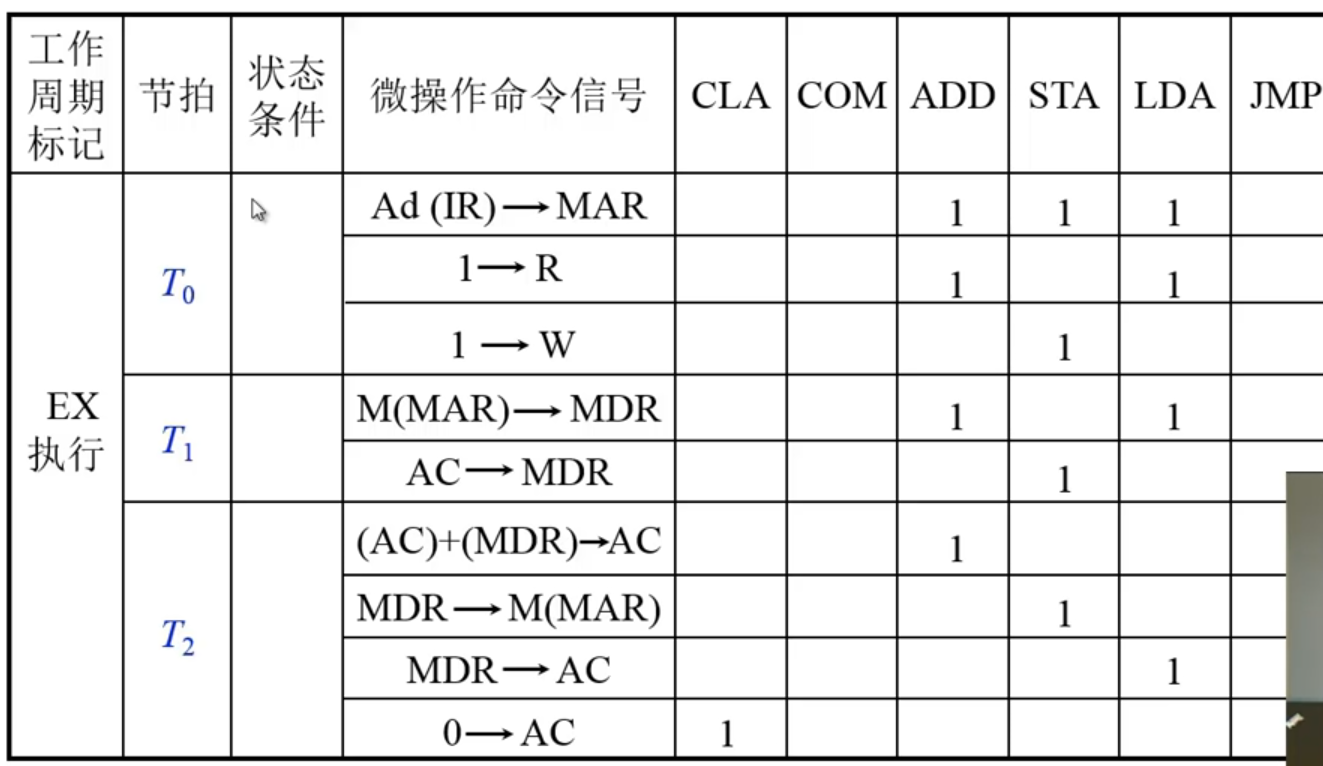 工作
周期
标记
节拍
状态
条件
微操作命令信号
CLA
COM
ADD
STA
LDA
JMP
EX
执行
T0
Ad (IR)→MAR
1
1
1
1→R
1
1
1→W
1
T1
M(MAR)→MDR
1
1
AC→MDR
1
T2
(AC)+(MDR)→AC
1
MDR→M(MAR)
1
MDR→AC
1
0→AC
1